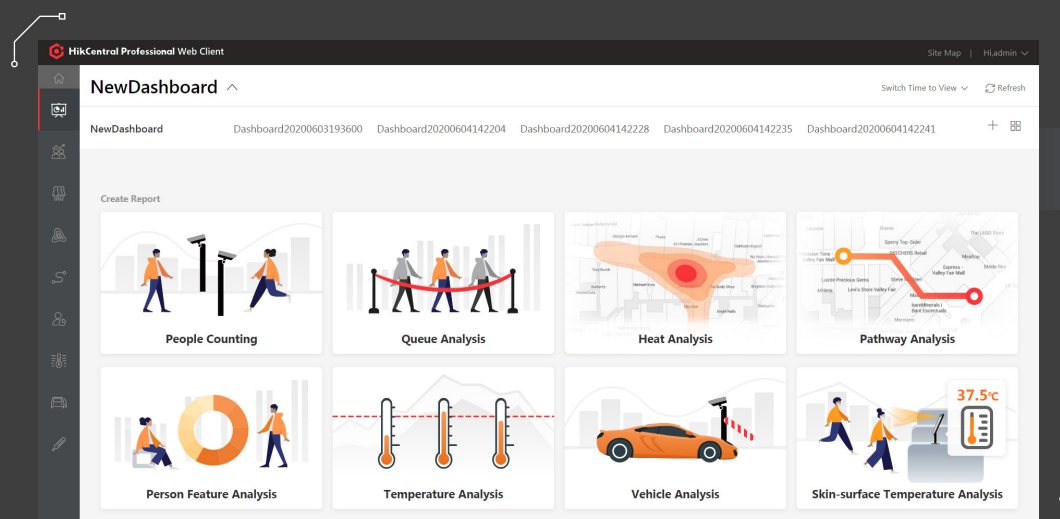 HikCentral Professional Web Client
Site Map | Hi,admin
NewDashboard
Switch Time to View
Refresh
NewDashboard
Dashboard20200603193600
Dashboard20200604142204
Dashboard20200604142228
Dashboard20200604142235
Dashboard20200604142241
Create Report
People Counting
Queue Analysis
Heat Analysis
Pathway Analysis
37.5℃
Person Feature Analysis
Temperature Analysis
Vehicle Analysis
Skin-surface Temperature Analysis